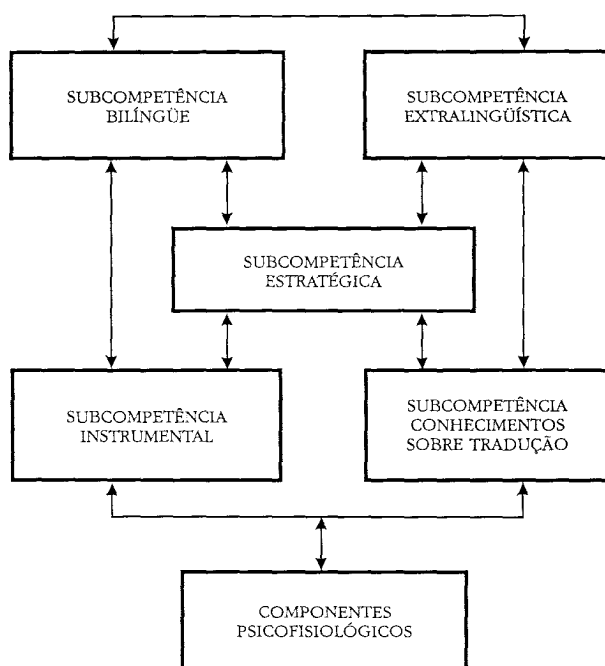 SUBCOMPETÊNCIA
BILÍNGÜE
SUBCOMPETÊNCIA
EXTRALINGÜÍSTICA
SUBCOMPETÊNCIA
ESTRATÉGICA
SUBCOMPETÊNCIA
INSTRUMENTAL
SUBCOMPETÊNCIA
CONHECIMENTOS
SOBRE TRADUÇÃO
COMPONENTES
PSICOFISIOLÓGICOS